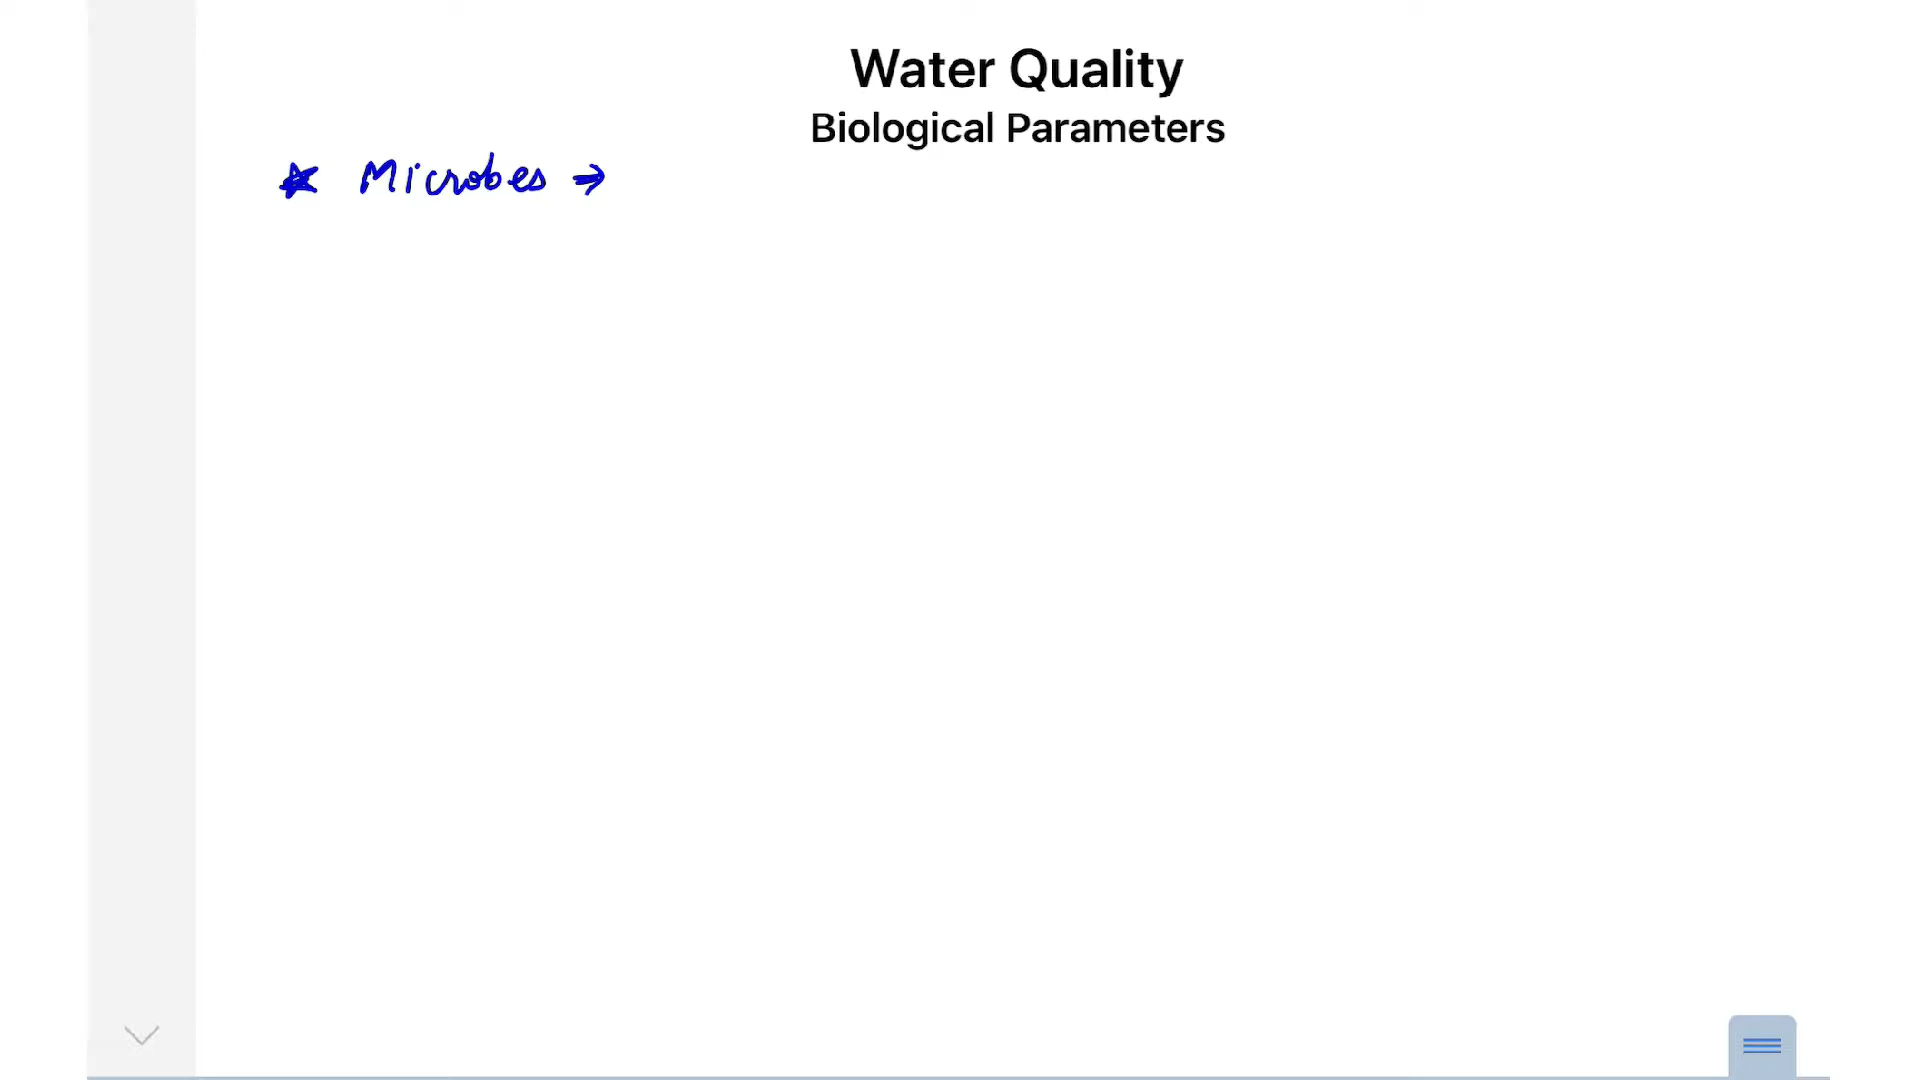 Water Quality
Biological Parameters
★ Microbes →